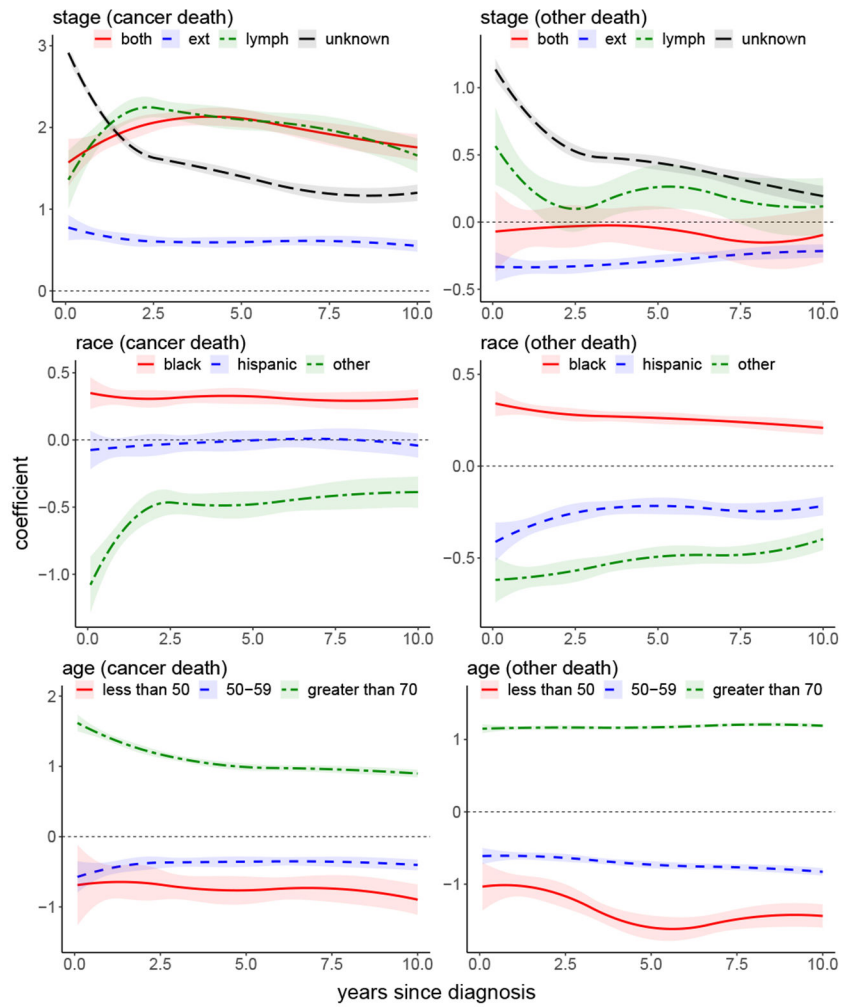 stage (cancer death)
both ext lymph unknown
3
2
1
0
0.0 2.5 5.0 7.5 10.0
stage (other death)
both ext lymph unknown
1.0
0.5
0.0
−0.5
0.0 2.5 5.0 7.5 10.0
race (cancer death)
black hispanic other
0.5
0.0
−0.5
−1.0
0.0 2.5 5.0 7.5 10.0
race (other death)
black hispanic other
0.5
0.0
−0.5
0.0 2.5 5.0 7.5 10.0
coefficient
age (cancer death)
less than 50 50−59 greater than 70
2
1
0
−1
0.0 2.5 5.0 7.5 10.0
age (other death)
less than 50 50−59 greater than 70
1
0
−1
0.0 2.5 5.0 7.5 10.0
years since diagnosis